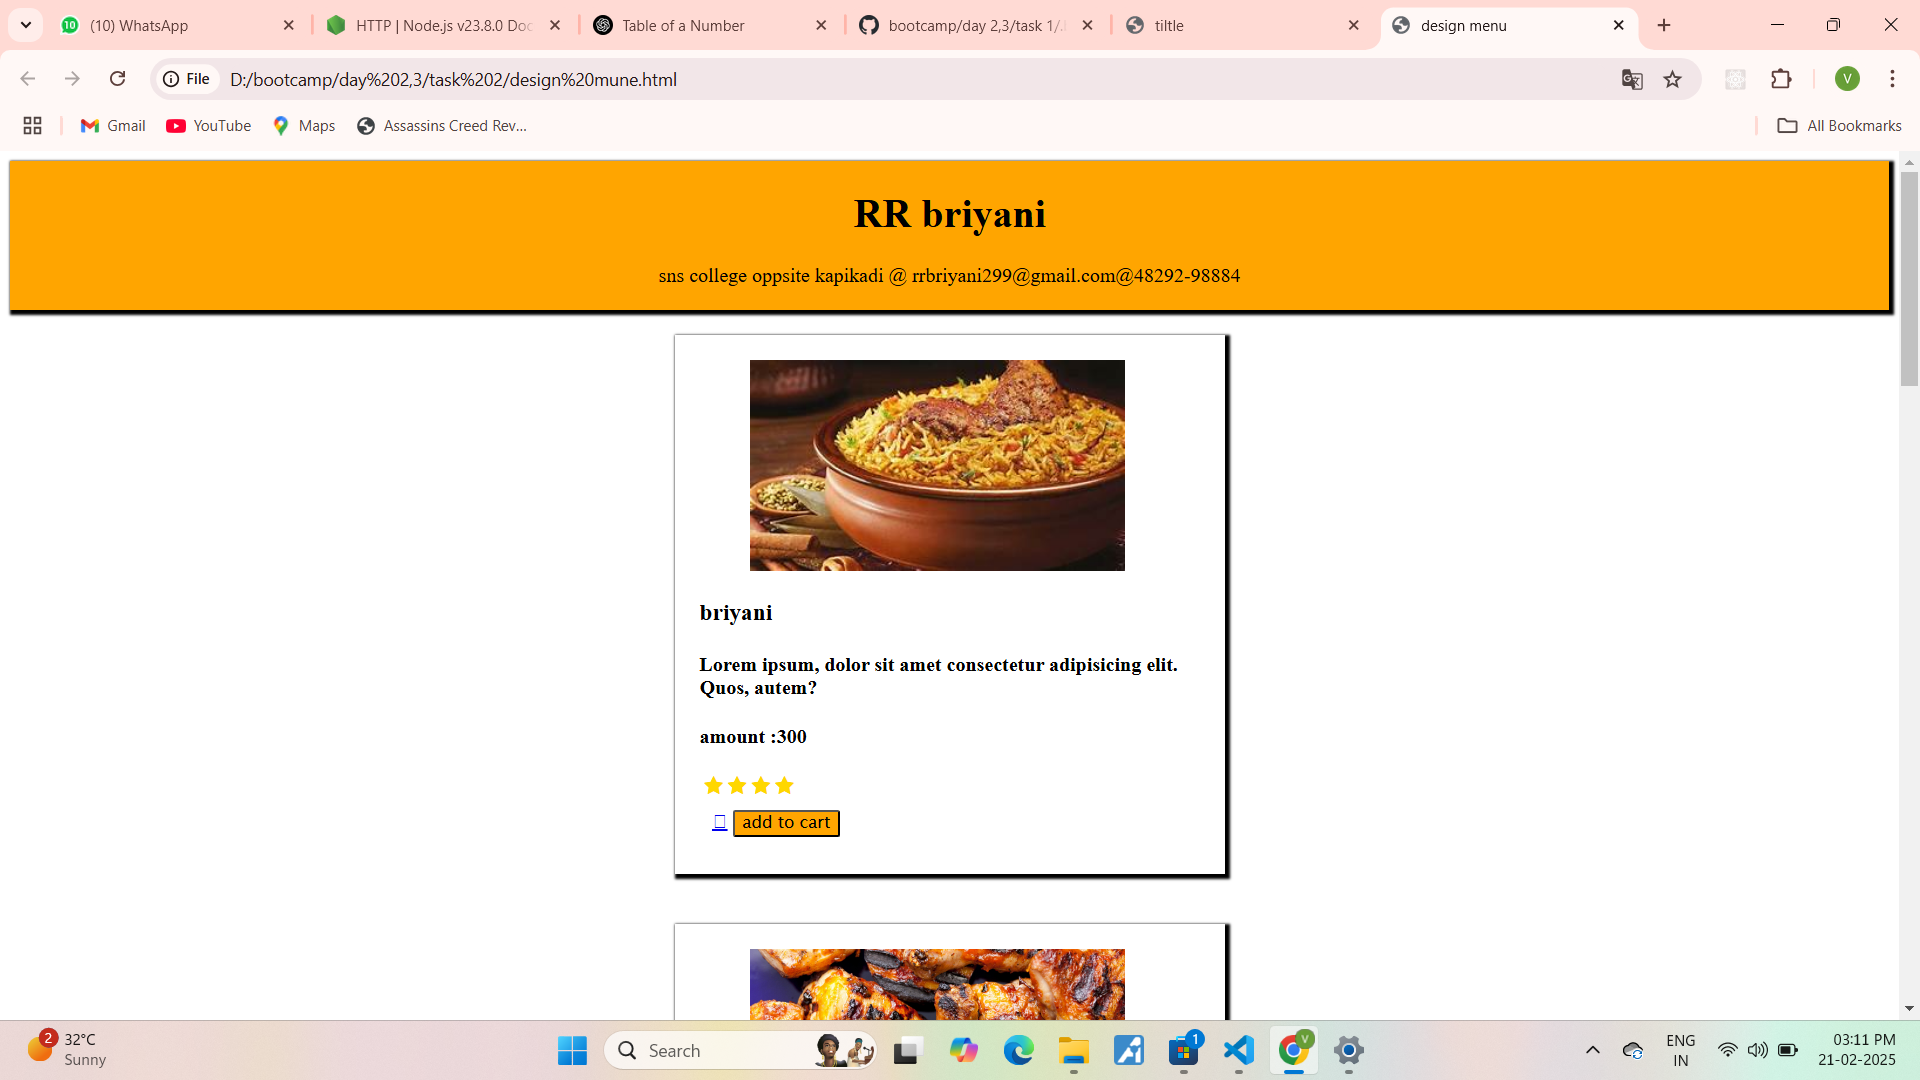 (10) WhatsApp
HTTP | Node.js v23.8.0 Doc
Table of a Number
bootcamp/day 2,3/task 1/.
tiltle
design menu
File
D:/bootcamp/day%202,3/task%202/design%20mune.html
V
Gmail
YouTube
Maps
Assassins Creed Rev...
All Bookmarks
RR briyani
sns college oppsite kapikadi @ rrbriyani299@gmail.com@48292-98884
briyani
Lorem ipsum, dolor sit amet consectetur adipisicing elit.
Quos, autem?
amount :300
add to cart
2
32°C
Sunny
Search
1
V
ENG
IN
03:11 PM
21-02-2025